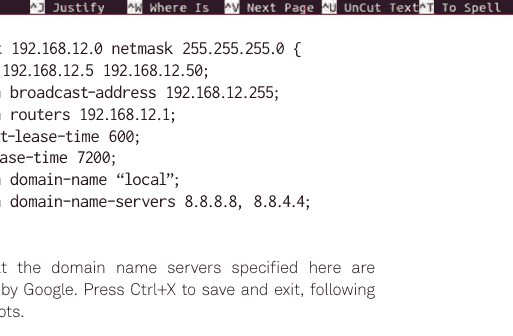 ^J Justify ^W Where Is ^V Next Page ^U UnCut Text^T To Spell
192.168.12.0 netmask 255.255.255.0 {
192.168.12.5 192.168.12.50;
broadcast-address 192.168.12.255;
routers 192.168.12.1;
t-lease-time 600;
ase-time 7200;
domain-name “local”;
domain-name-servers 8.8.8.8, 8.8.4.4;
at the domain name servers specified here are
by Google. Press Ctrl+X to save and exit, following
ots.